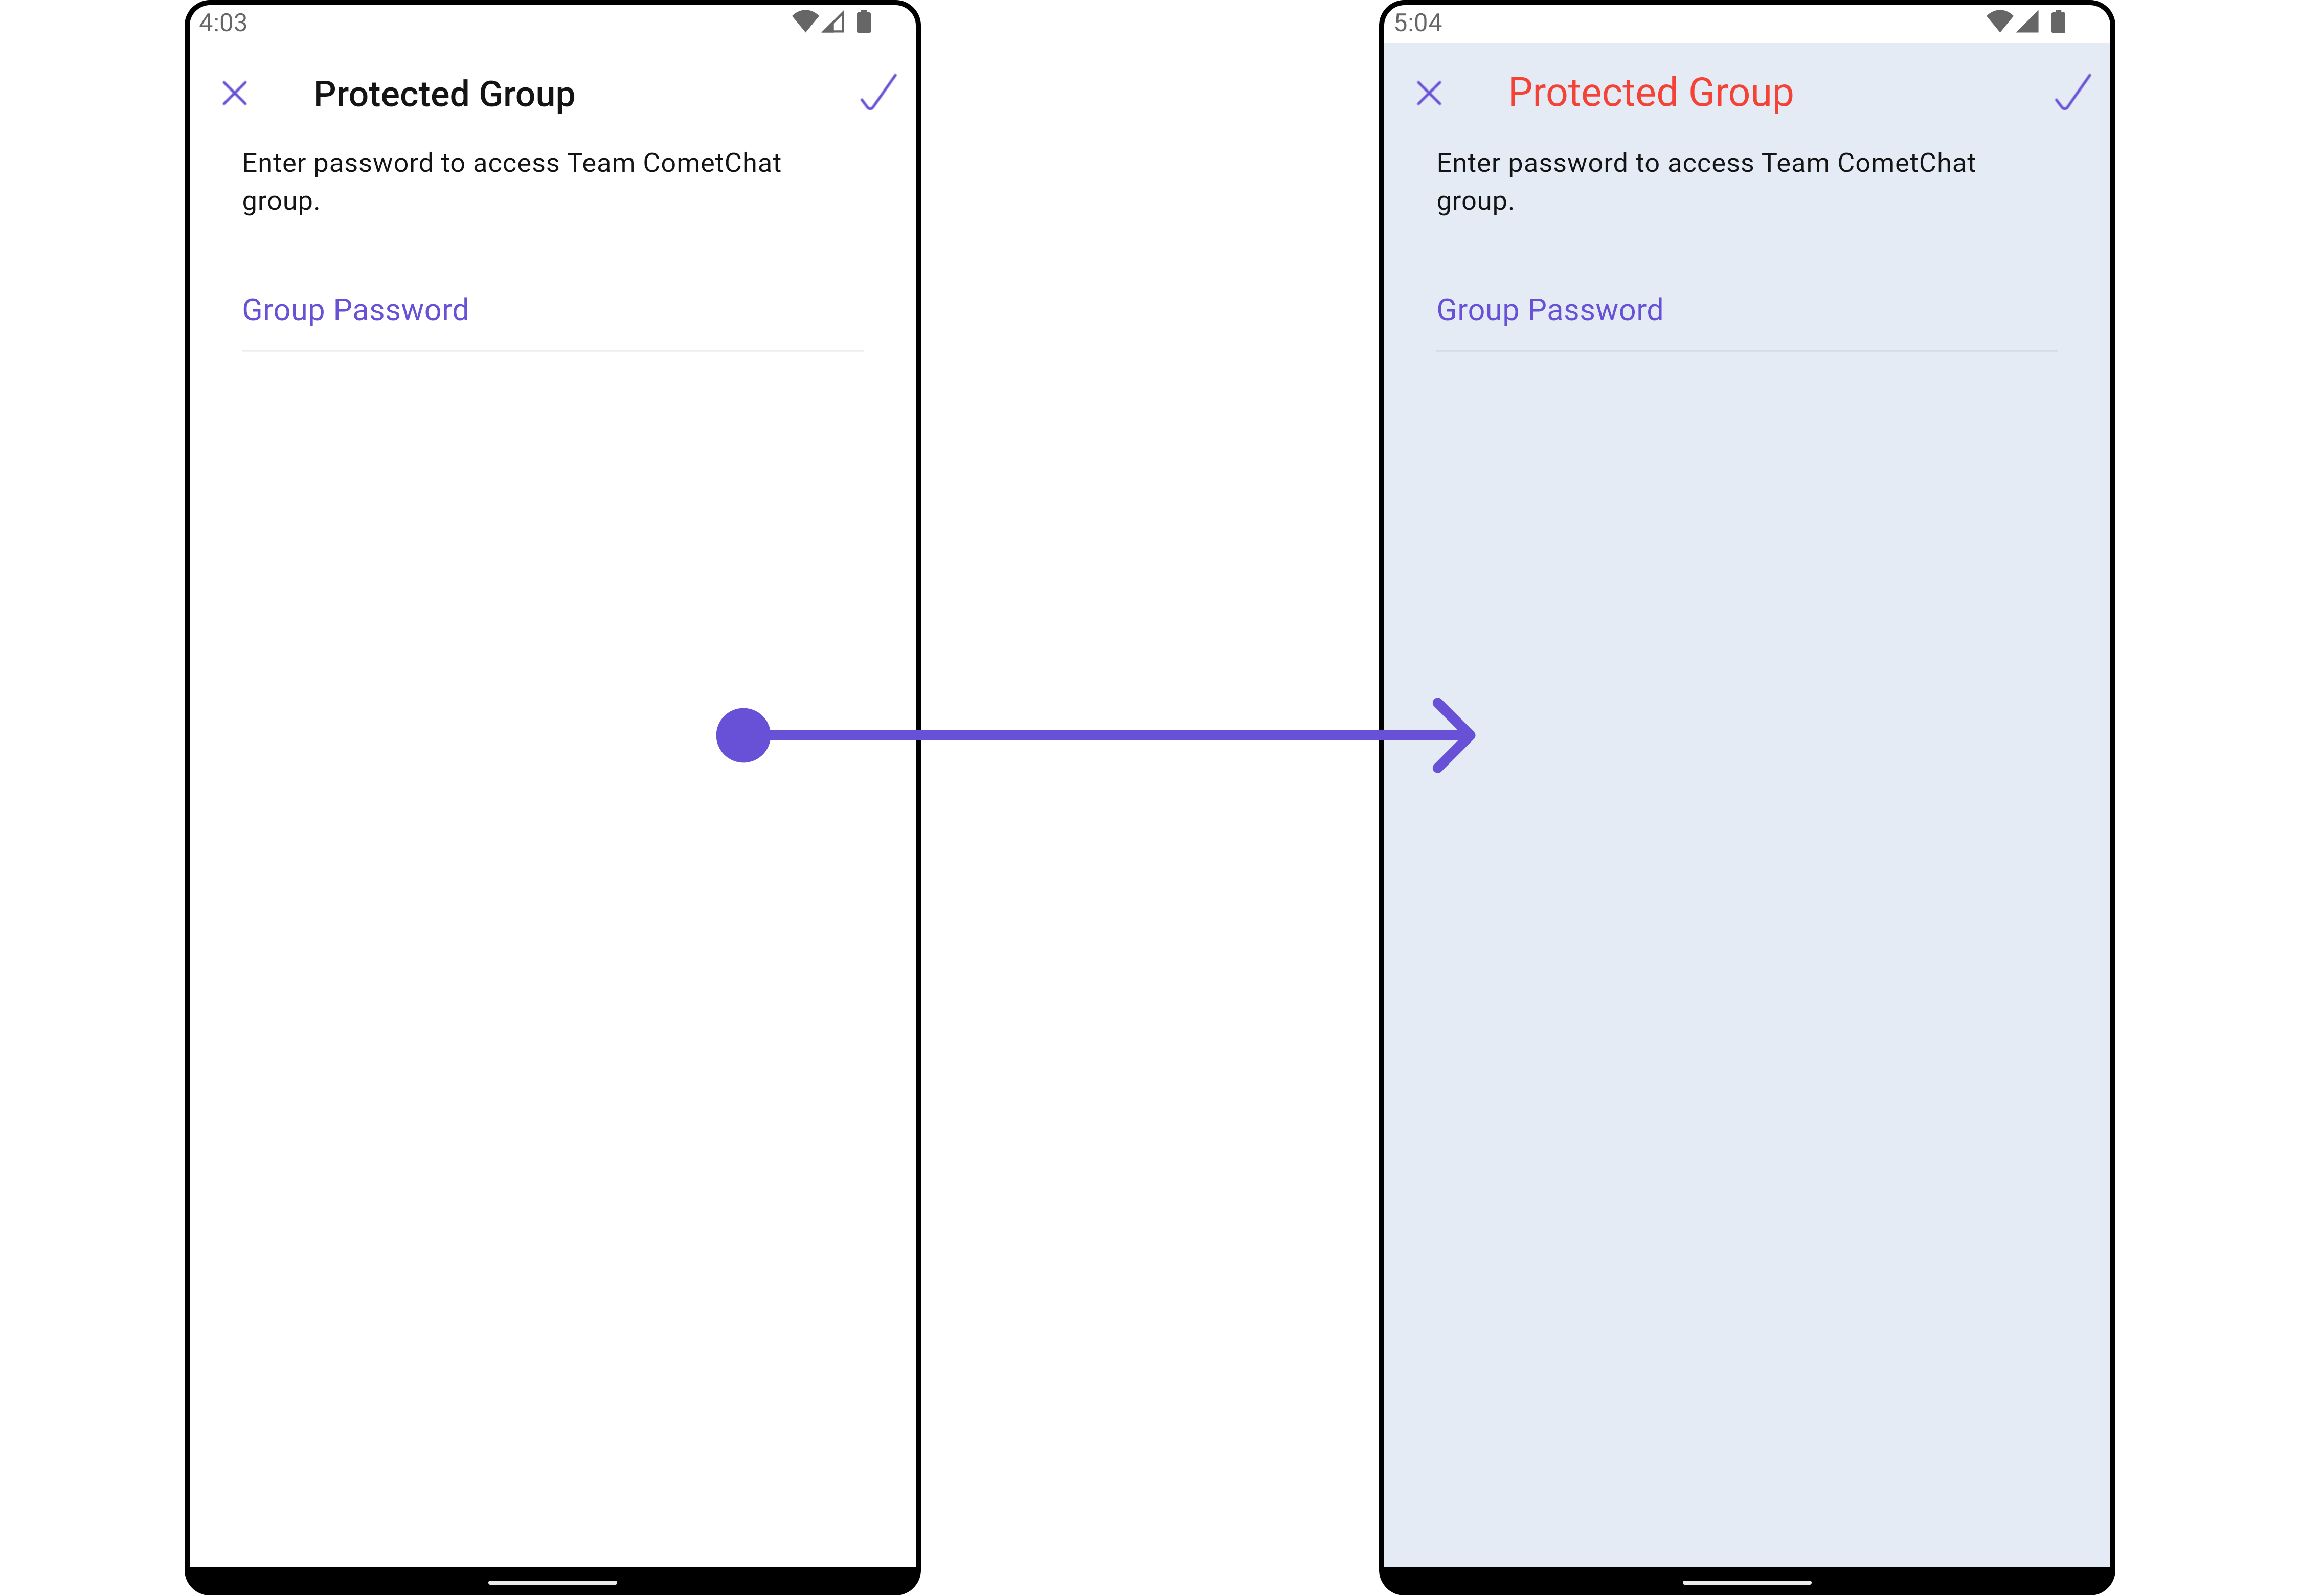 4:03
Protected Group
Enter password to access Team CometChat
group.
Group Password
5:04
Protected Group
Enter password to access Team CometChat
group.
Group Password